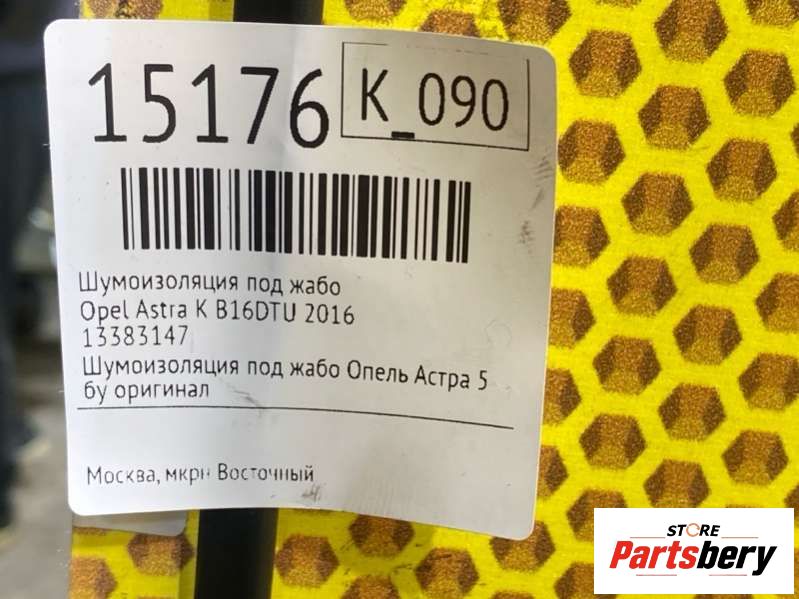 15176
K_090
Шумоизоляция под жабо
Opel Astra K B16DTU 2016
13383147
Шумоизоляция под жабо Опель Астра 5
бу оригинал
Москва, мкрн Восточный
STORE
Partsbery